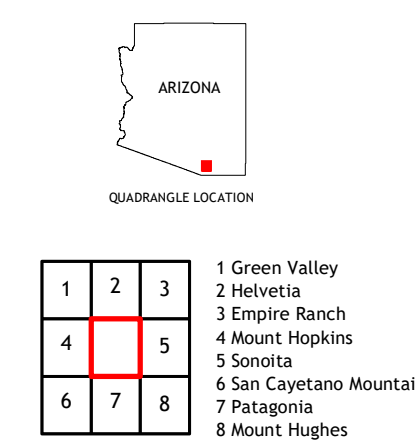 ARIZONA
QUADRANGLE LOCATION
1 2 3
4 5
6 7 8
1 Green Valley
2 Helvetia
3 Empire Ranch
4 Mount Hopkins
5 Sonoita
6 San Cayetano Mountai
7 Patagonia
8 Mount Hughes